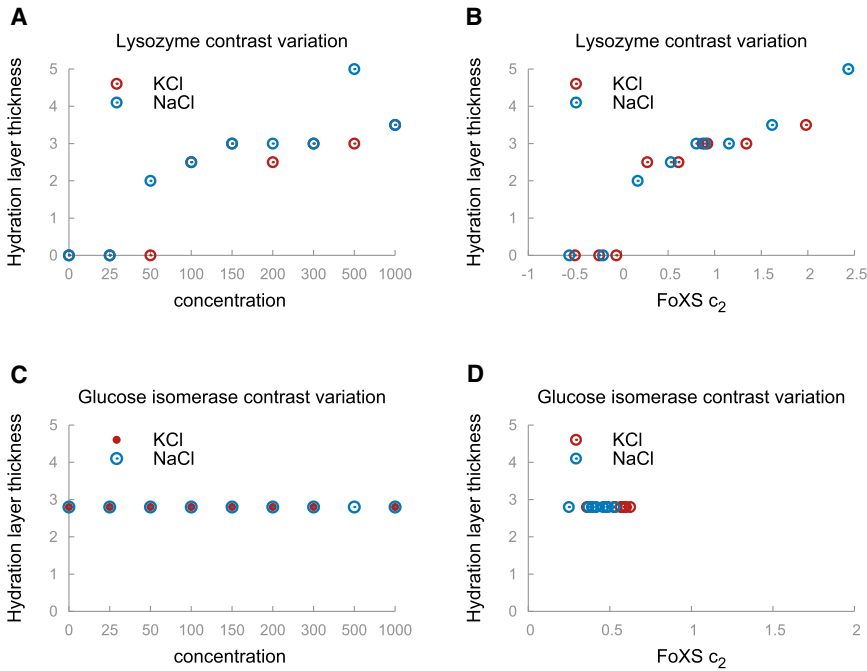 A
Lysozyme contrast variation
Hydration layer thickness
5
4
3
2
1
0
KCl
NaCl
0 25 50 100 150 200 300 500 1000
concentration
B
Lysozyme contrast variation
Hydration layer thickness
5
4
3
2
1
0
KCl
NaCl
-1 -0.5 0 0.5 1 1.5 2 2.5
FoXS c2
C
Glucose isomerase contrast variation
Hydration layer thickness
5
4
3
2
1
0
KCl
NaCl
0 25 50 100 150 200 300 500 1000
concentration
D
Glucose isomerase contrast variation
Hydration layer thickness
5
4
3
2
1
0
KCl
NaCl
0 0.5 1 1.5 2
FoXS c2